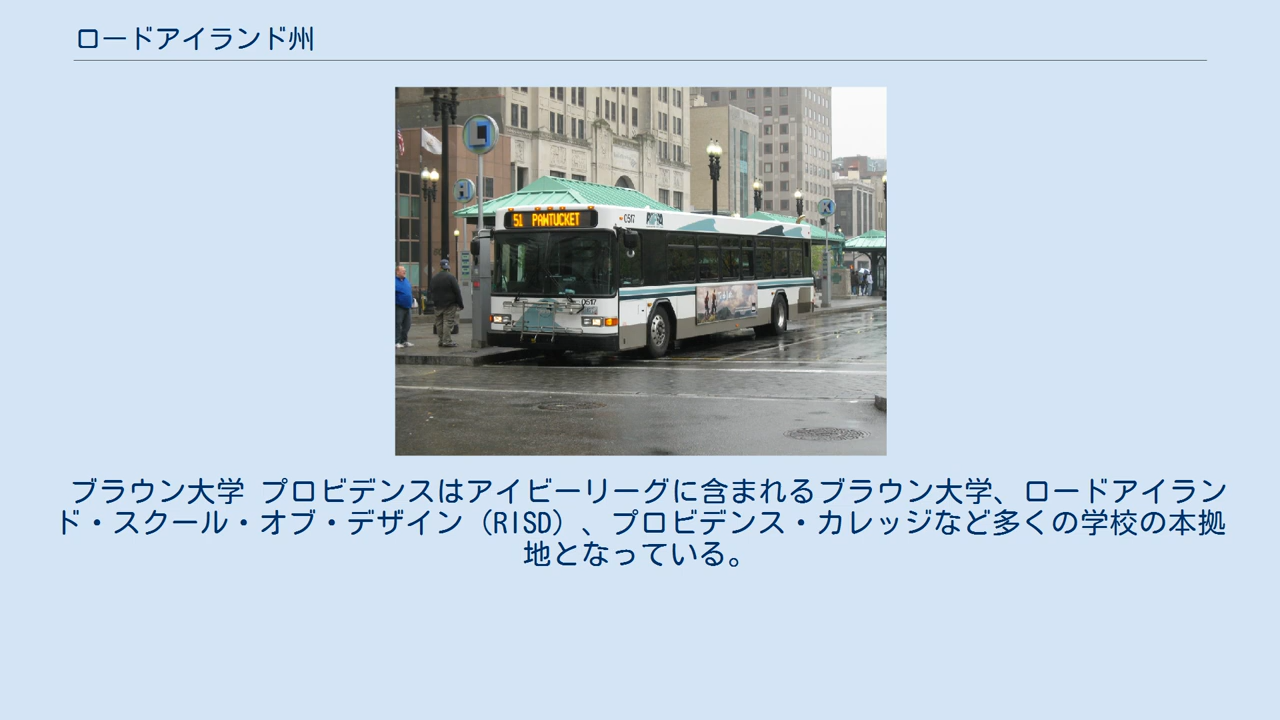 ロードアイランド州
51 PAWTUCKET
0517
0517
ブラウン大学 プロビデンスはアイビーリーグに含まれるブラウン大学、ロードアイラン
ド・スクール・オブ・デザイン（RISD）、プロビデンス・カレッジなど多くの学校の本拠
地となっている。